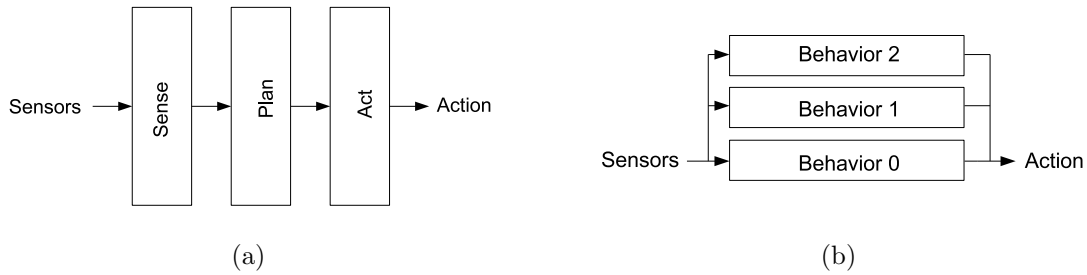 Sensors
Sense
Plan
Act
Action
(a)
Behavior 2
Behavior 1
Sensors
Behavior 0
Action
(b)